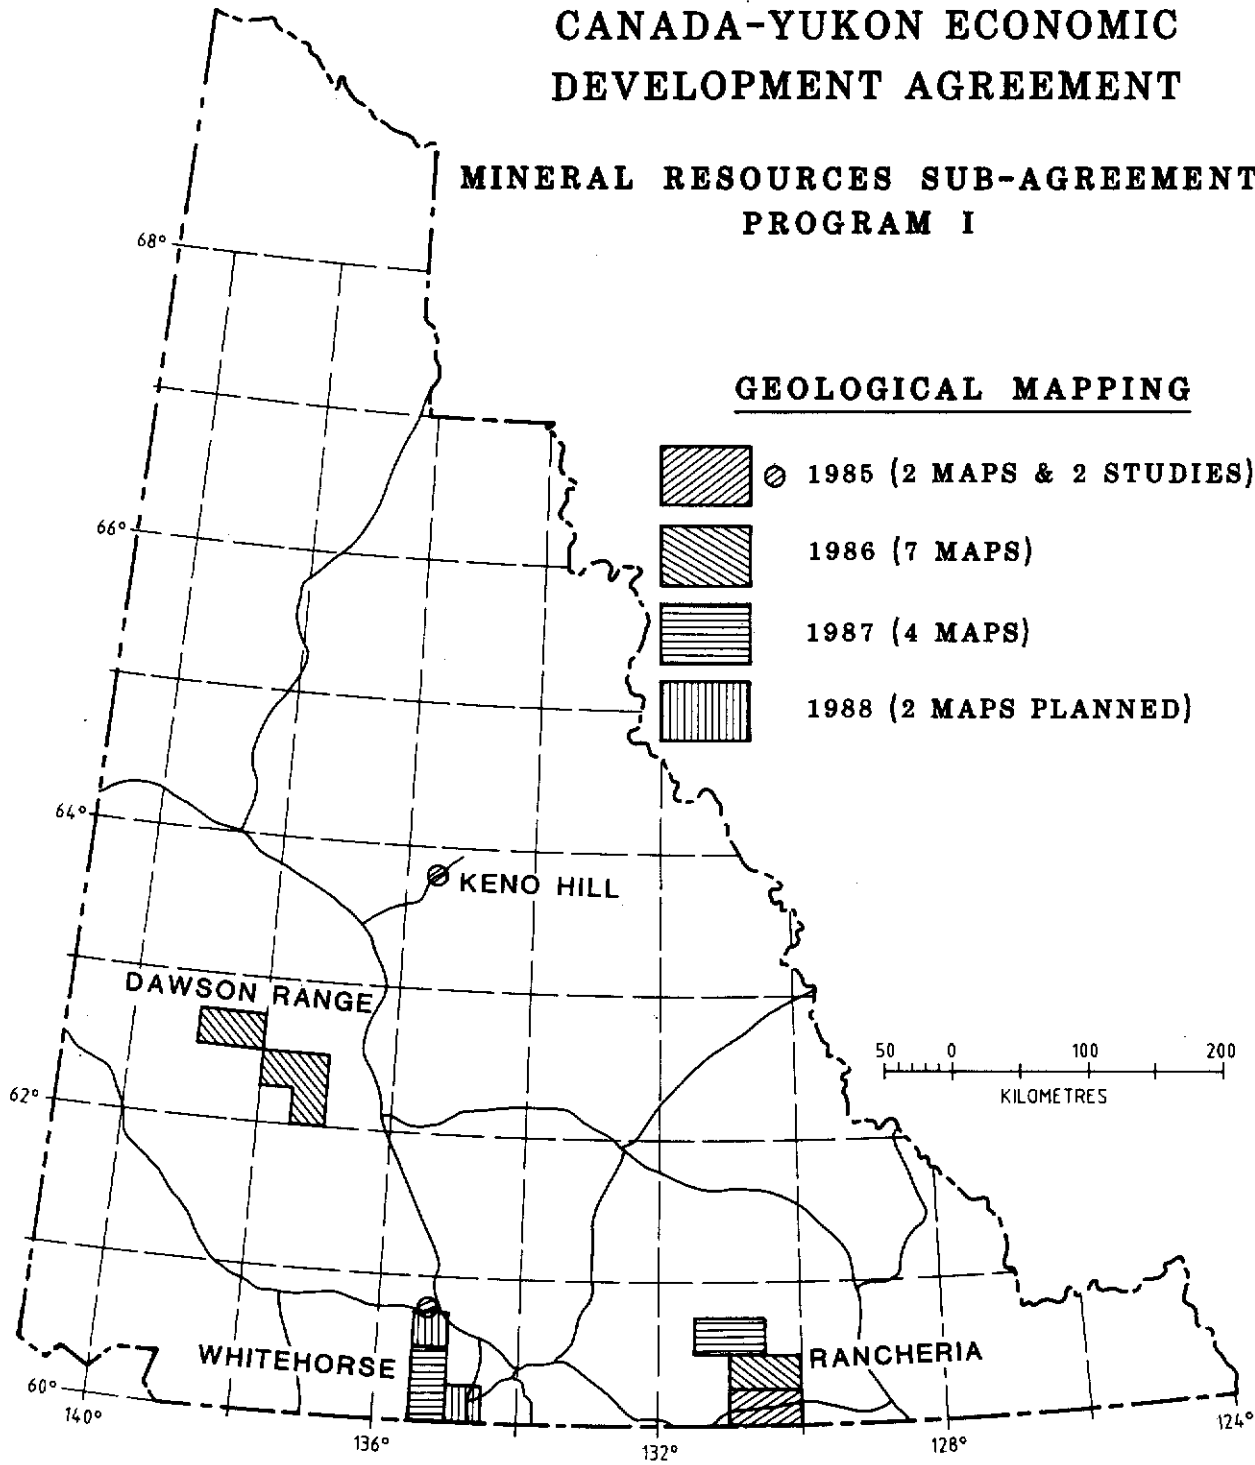 CANADA-YUKON ECONOMIC
DEVELOPMENT AGREEMENT
MINERAL RESOURCES SUB-AGREEMENT
PROGRAM I
68°
GEOLOGICAL MAPPING
1985 (2 MAPS & 2 STUDIES)
66°
1986 (7 MAPS)
1987 (4 MAPS)
1988 (2 MAPS PLANNED)
64°
KENO HILL
DAWSON RANGE
50 0 100 200
KILOMETRES
62°
WHITEHORSE
RANCHERIA
60°
140°
136°
132°
128°
124°